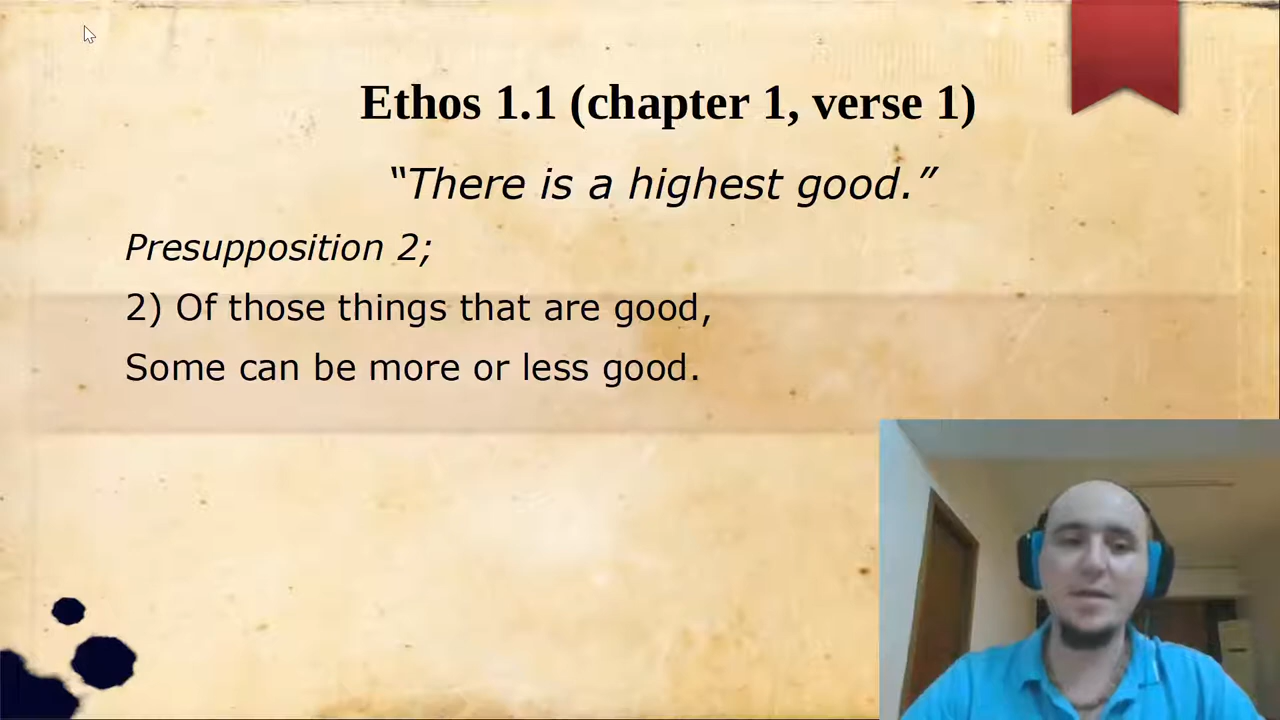 Ethos 1.1 (chapter 1, verse 1)
“There is a highest good.”
Presupposition 2;
2) Of those things that are good,
Some can be more or less good.